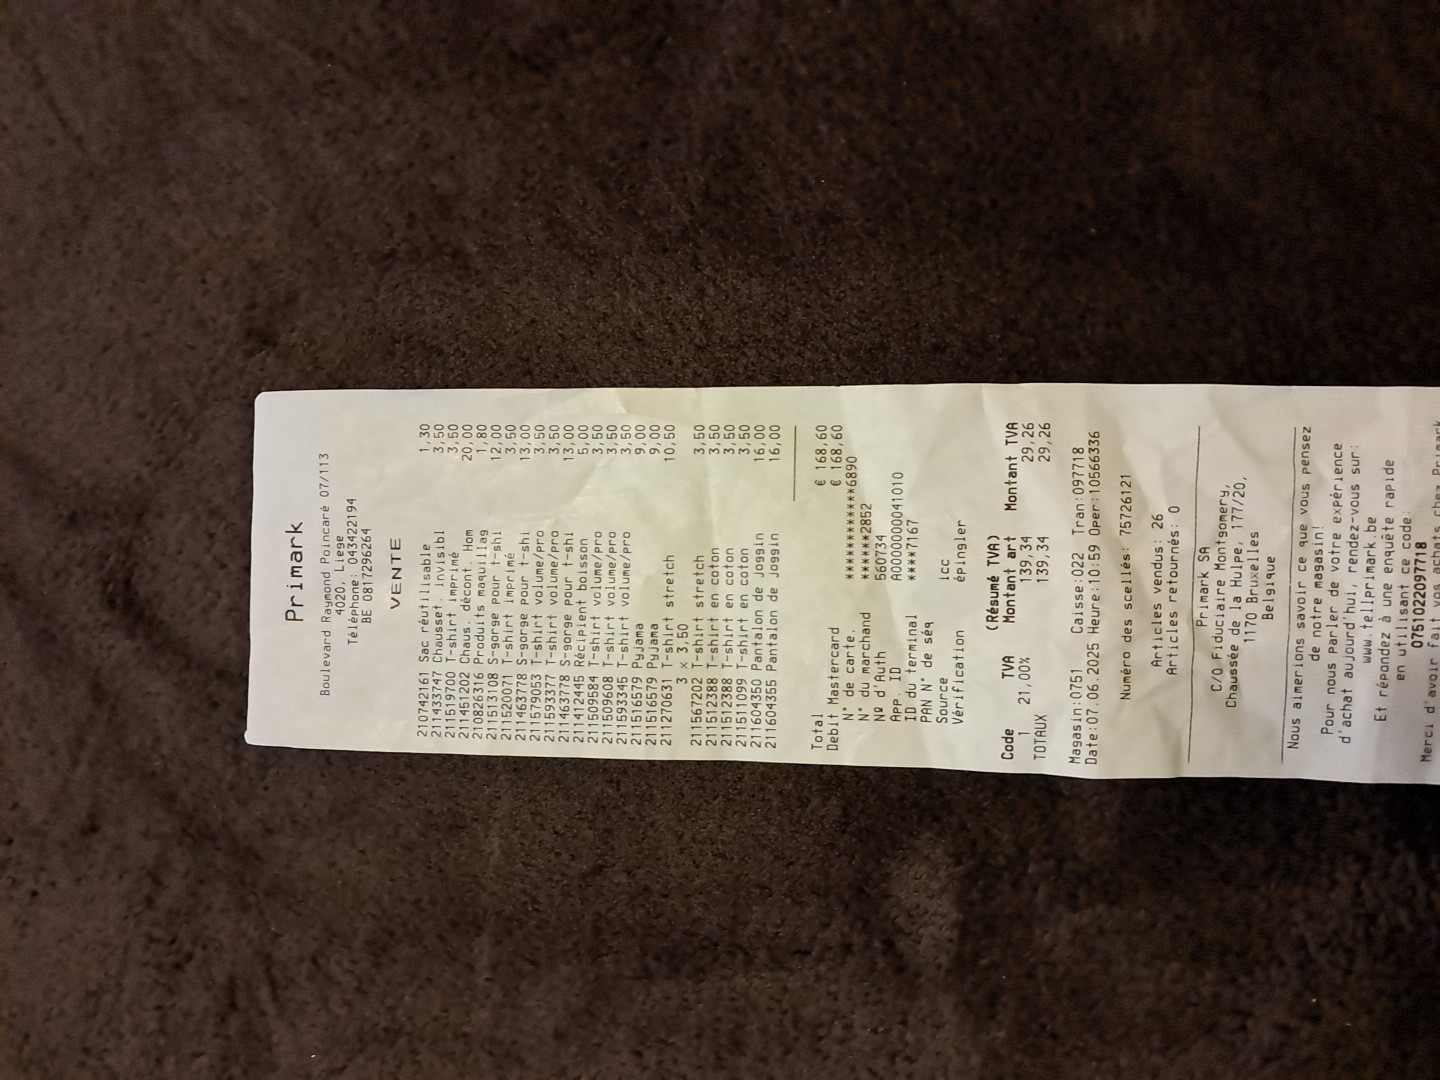 Primark
Boulevard Raymond Poincaré 07/113
4020, Liege
Téléphone: 043422194
BE 0817296264
VENTE
210742161 Sac réutilisable 1,30
211433747 Chausset. invisibl 3,50
211519700 T-shirt imprimé 3,50
211451202 Chaus. décont. Hom 20,00
210826316 Produits maquillag 1,80
211513108 S-gorge pour t-shi 12,00
211520071 T-shirt imprimé 3,50
211463778 S-gorge pour t-shi 13,00
211579053 T-shirt volume/pro 3,50
211593377 T-shirt volume/pro 3,50
211463778 S-gorge pour t-shi 13,00
211412445 Récipient boisson 5,00
211509584 T-shirt volume/pro 3,50
211509608 T-shirt volume/pro 3,50
211593345 T-shirt volume/pro 3,50
211516579 Pyjama 9,00
211516579 Pyjama 9,00
211270631 T-shirt stretch 10,50
3 x 3,50
211567202 T-shirt stretch 3,50
211512388 T-shirt en coton 3,50
211512388 T-shirt en coton 3,50
211511099 T-shirt en coton 3,50
211604350 Pantalon de Joggin 16,00
211604355 Pantalon de Joggin 16,00
Total € 168,60
Debit Mastercard € 168,60
N° de carte. ************6890
N° du marchand ******2852
Nº d'Auth 560734
App. ID A0000000041010
ID du terminal ****7167
PAN N° de séq
Source icc
Vérification épingler
(Résumé TVA)
Code TVA Montant art Montant TVA
1 21,00% 139,34 29,26
TOTAUX 139,34 29,26
Magasin:0751 Caisse:022 Tran:097718
Date:07.06.2025 Heure:10:59 Oper:10566336
Numéro des scellés: 75726121
Articles vendus: 26
Articles retournés: 0
Primark SA
C/O Fiduciaire Montgomery,
Chaussée de la Hulpe, 177/20,
1170 Bruxelles
Belgique
Nous aimerions savoir ce que vous pensez
de notre magasin!
Pour nous parler de votre expérience
d'achat aujourd'hui, rendez-vous sur:
www.tellprimark.be
Et répondez à une enquête rapide
en utilisant ce code:
075102209​7718
Merci d'avoir fait vos achats chez Primark